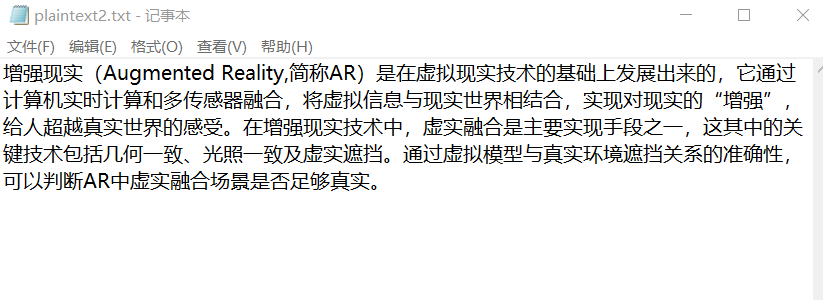 plaintext2.txt - 记事本
文件(F) 编辑(E) 格式(O) 查看(V) 帮助(H)
增强现实（Augmented Reality,简称AR）是在虚拟现实技术的基础上发展出来的，它通过
计算机实时计算和多传感器融合，将虚拟信息与现实世界相结合，实现对现实的“增强”，
给人超越真实世界的感受。在增强现实技术中，虚实融合是主要实现手段之一，这其中的关
键技术包括几何一致、光照一致及虚实遮挡。通过虚拟模型与真实环境遮挡关系的准确性，
可以判断AR中虚实融合场景是否足够真实。